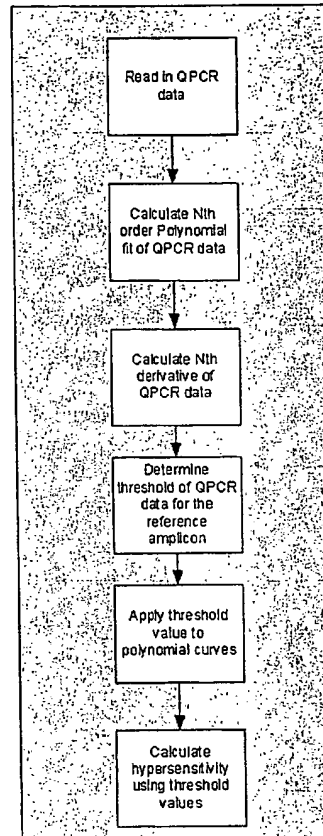 Read in QPCR
data
Calculate Nth
order Polynomial
fit of QPCR data
Calculate Nth
derivative of
QPCR data
Determine
threshold of QPCR
data for the
reference
amplicon
Apply threshold
value to
polynomial curves
Calculate
hypersensitivity
using threshold
values